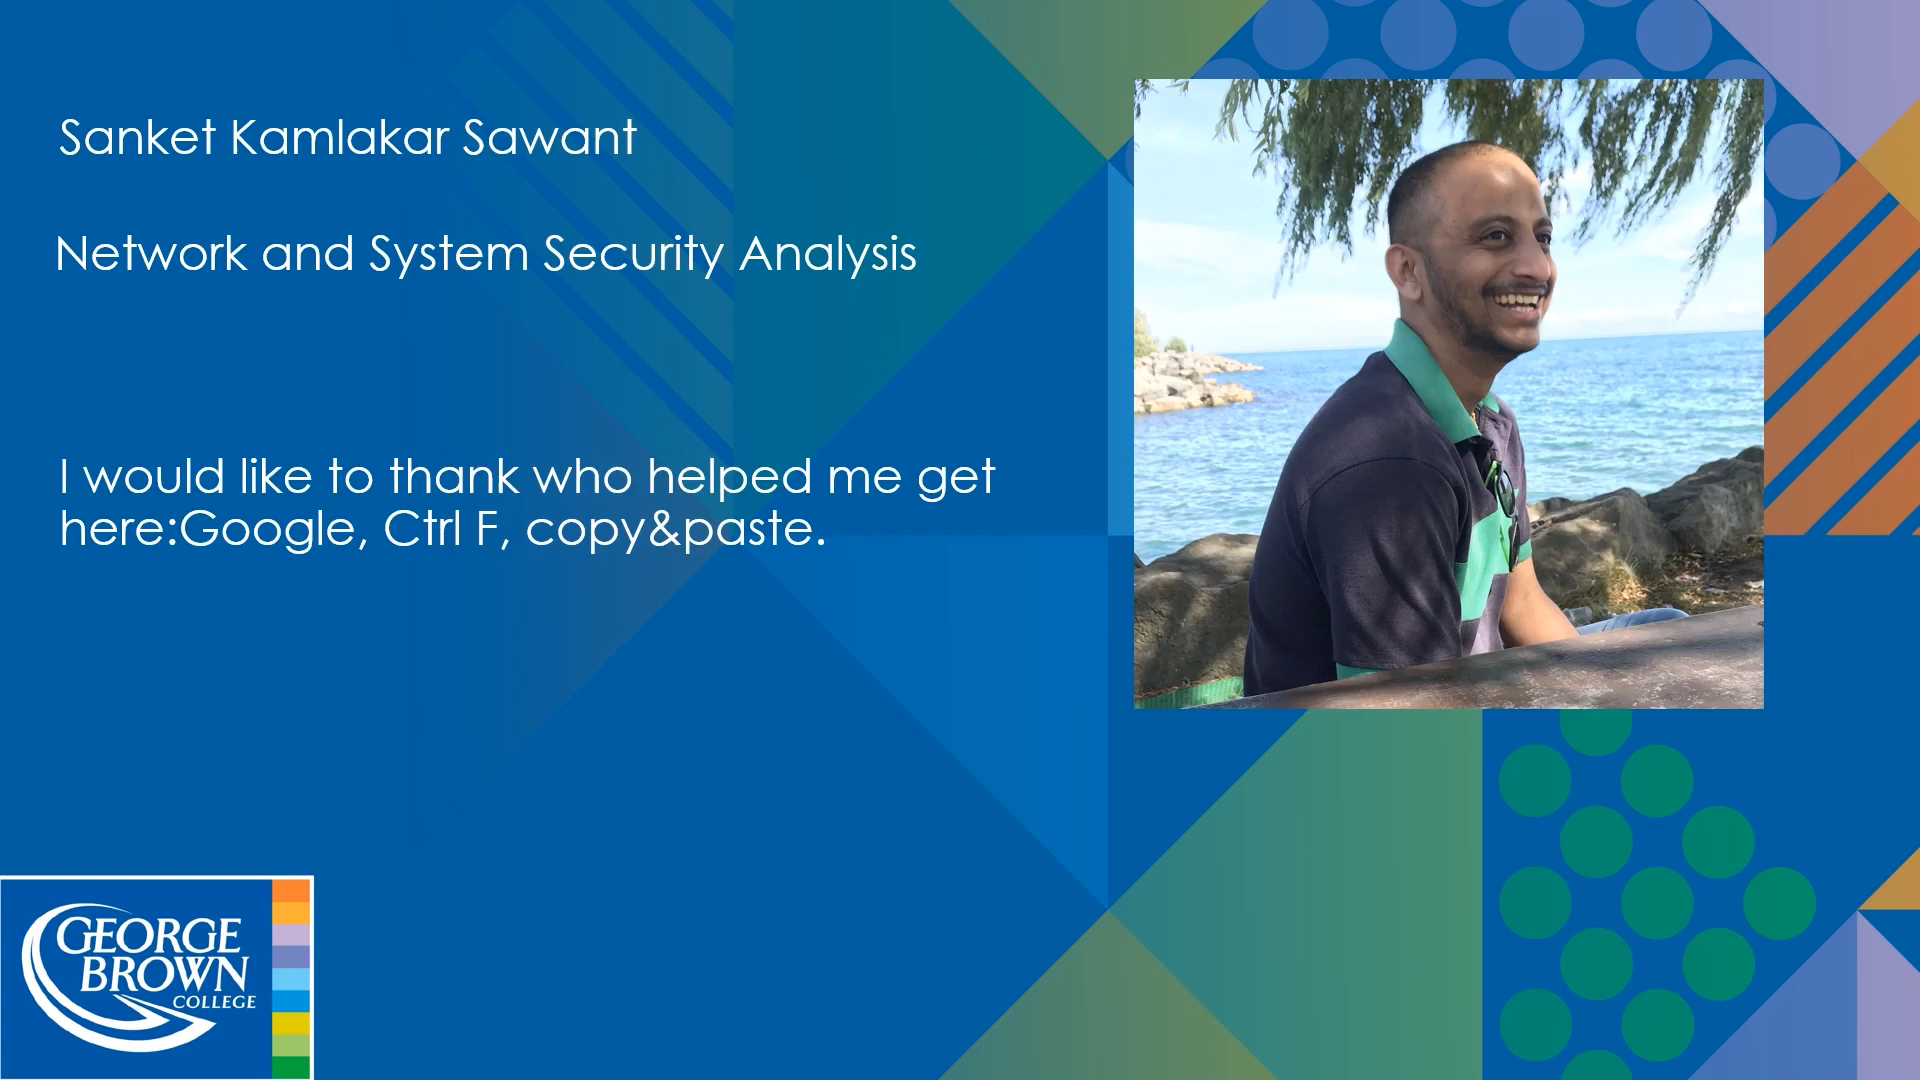 Sanket Kamlakar Sawant
Network and System Security Analysis
I would like to thank who helped me get
here:Google, Ctrl F, copy&paste.
GEORGE
BROWN
COLLEGE